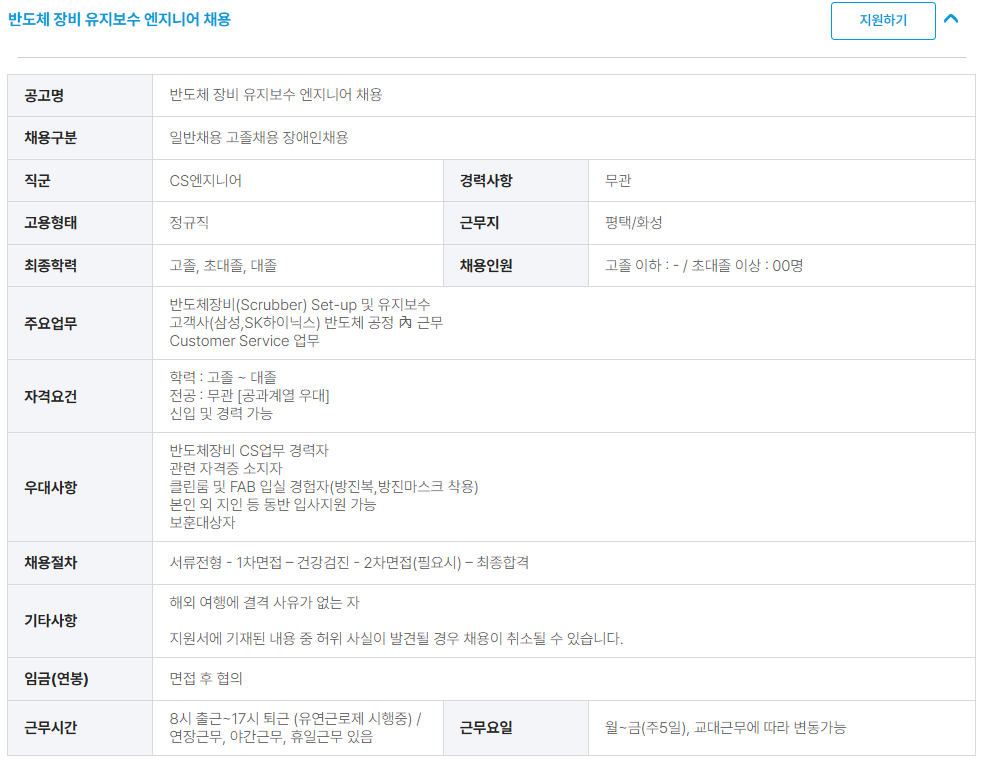 반도체 장비 유지보수 엔지니어 채용
지원하기
공고명
반도체 장비 유지보수 엔지니어 채용
채용구분
일반채용 고졸채용 장애인채용
직군
CS엔지니어
경력사항
무관
고용형태
정규직
근무지
평택/화성
최종학력
고졸, 초대졸, 대졸
채용인원
고졸 이하 : - / 초대졸 이상 : 00명
주요업무
반도체장비(Scrubber) Set-up 및 유지보수
고객사(삼성,SK하이닉스) 반도체 공정 內 근무
Customer Service 업무
자격요건
학력 : 고졸 ~ 대졸
전공 : 무관 [공과계열 우대]
신입 및 경력 가능
우대사항
반도체장비 CS업무 경력자
관련 자격증 소지자
클린룸 및 FAB 입실 경험자(방진복,방진마스크 착용)
본인 외 지인 등 동반 입사지원 가능
보훈대상자
채용절차
서류전형 - 1차면접 – 건강검진 - 2차면접(필요시) – 최종합격
기타사항
해외 여행에 결격 사유가 없는 자
지원서에 기재된 내용 중 허위 사실이 발견될 경우 채용이 취소될 수 있습니다.
임금(연봉)
면접 후 협의
근무시간
8시 출근~17시 퇴근 (유연근로제 시행중) /
연장근무, 야간근무, 휴일근무 있음
근무요일
월~금(주5일), 교대근무에 따라 변동가능